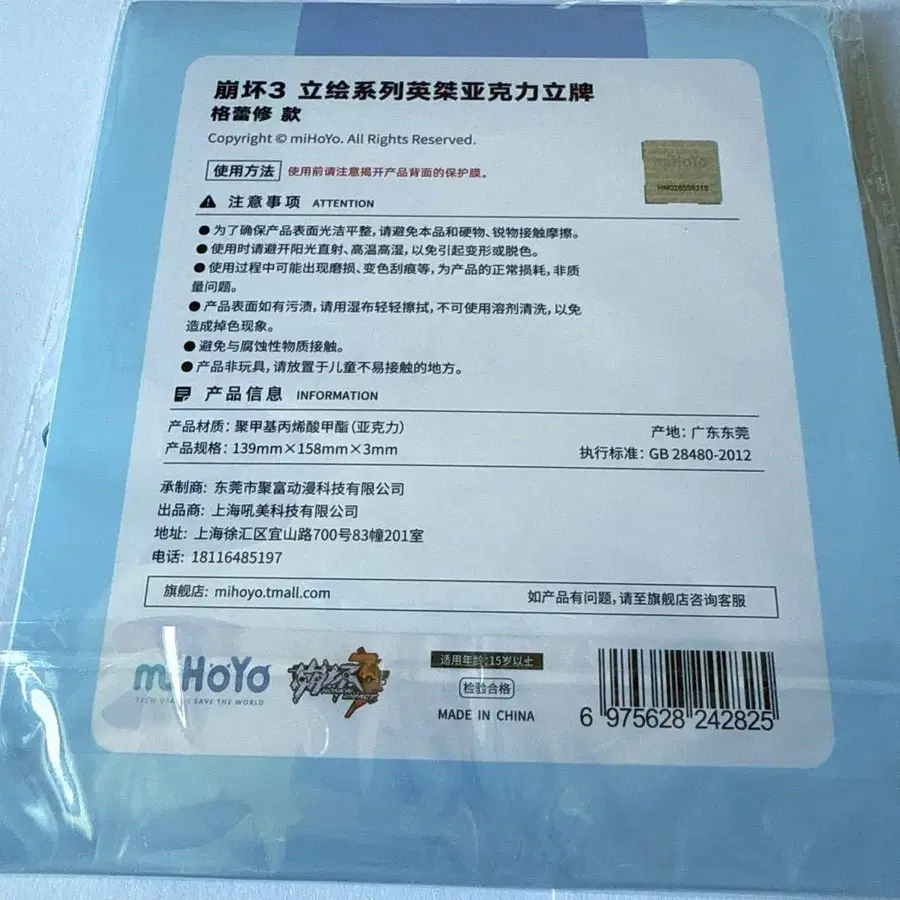 崩坏3 立绘系列英桀亚克力立牌
格蕾修 款
Copyright © miHoYo. All Rights Reserved.
使用方法 使用前请注意揭开产品背面的保护膜。
miHoYo
注意事项 ATTENTION
●为了确保产品表面光洁平整,请避免本品和硬物、锐物接触摩擦。
●使用时请避开阳光直射、高温高湿,以免引起变形或脱色。
●使用过程中可能出现磨损、变色刮痕等,为产品的正常损耗,非质
量问题。
●产品表面如有污渍,请用湿布轻轻擦拭,不可使用溶剂清洗,以免
造成掉色现象。
●避免与腐蚀性物质接触。
●产品非玩具,请放置于儿童不易接触的地方。
产品信息 INFORMATION
产品材质: 聚甲基丙烯酸甲酯(亚克力) 产地: 广东东莞
产品规格: 139mm×158mm×3mm 执行标准: GB 28480-2012
承制商: 东莞市聚富动漫科技有限公司
出品商: 上海吼美科技有限公司
地址: 上海徐汇区宜山路700号83幢201室
电话: 18116485197
旗舰店: mihoyo.tmall.com 如产品有问题,请至旗舰店咨询客服
miHoYo
TECH OTAKUS SAVE THE WORLD
崩坏3
适用年龄:15岁以上
检验合格
MADE IN CHINA
6 975628 242825